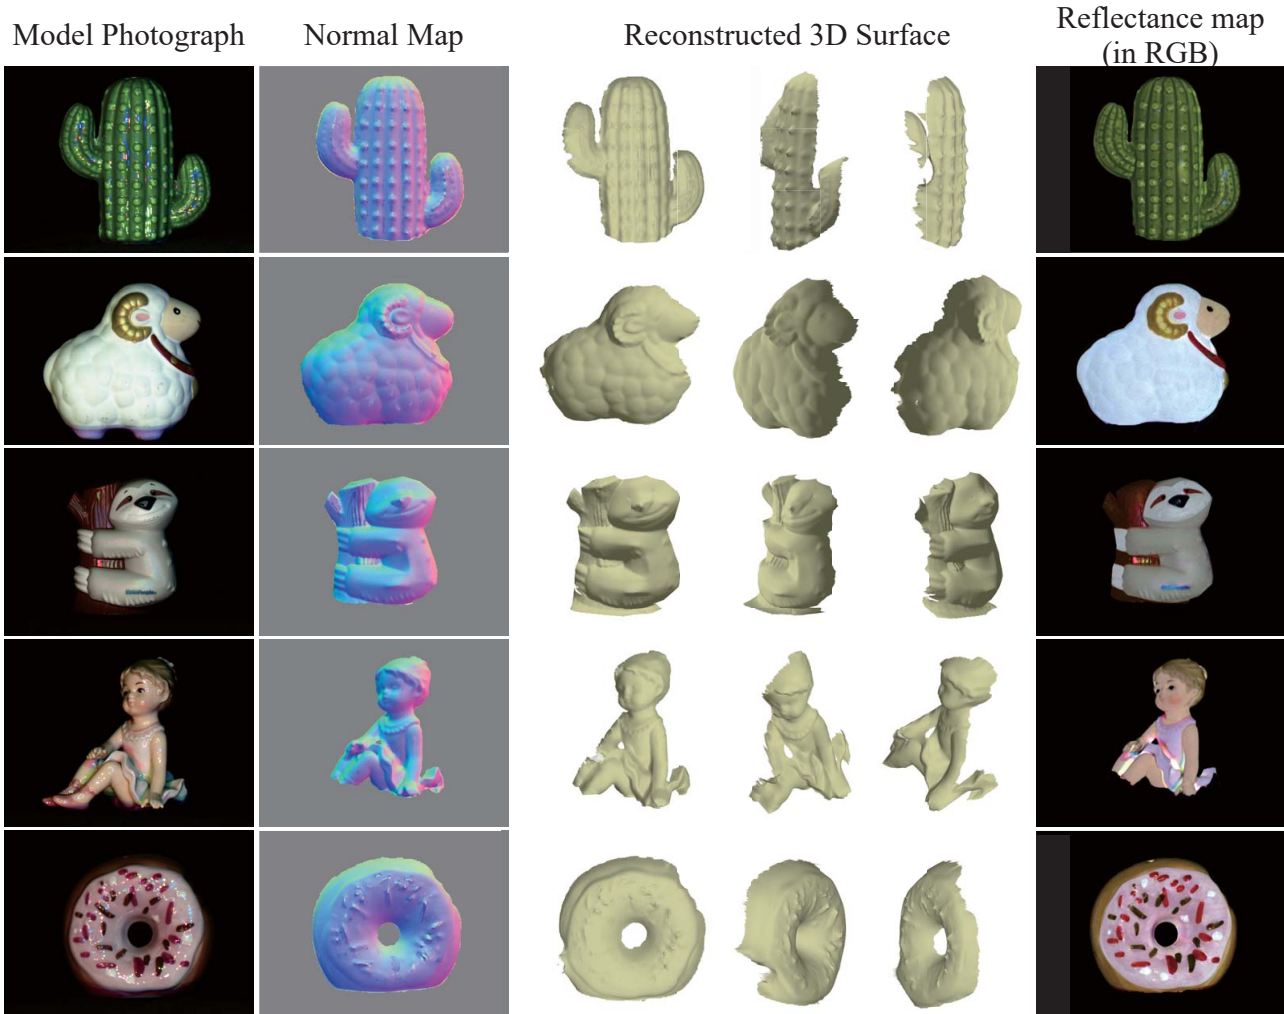 Model Photograph
Normal Map
Reconstructed 3D Surface
Reflectance map
(in RGB)